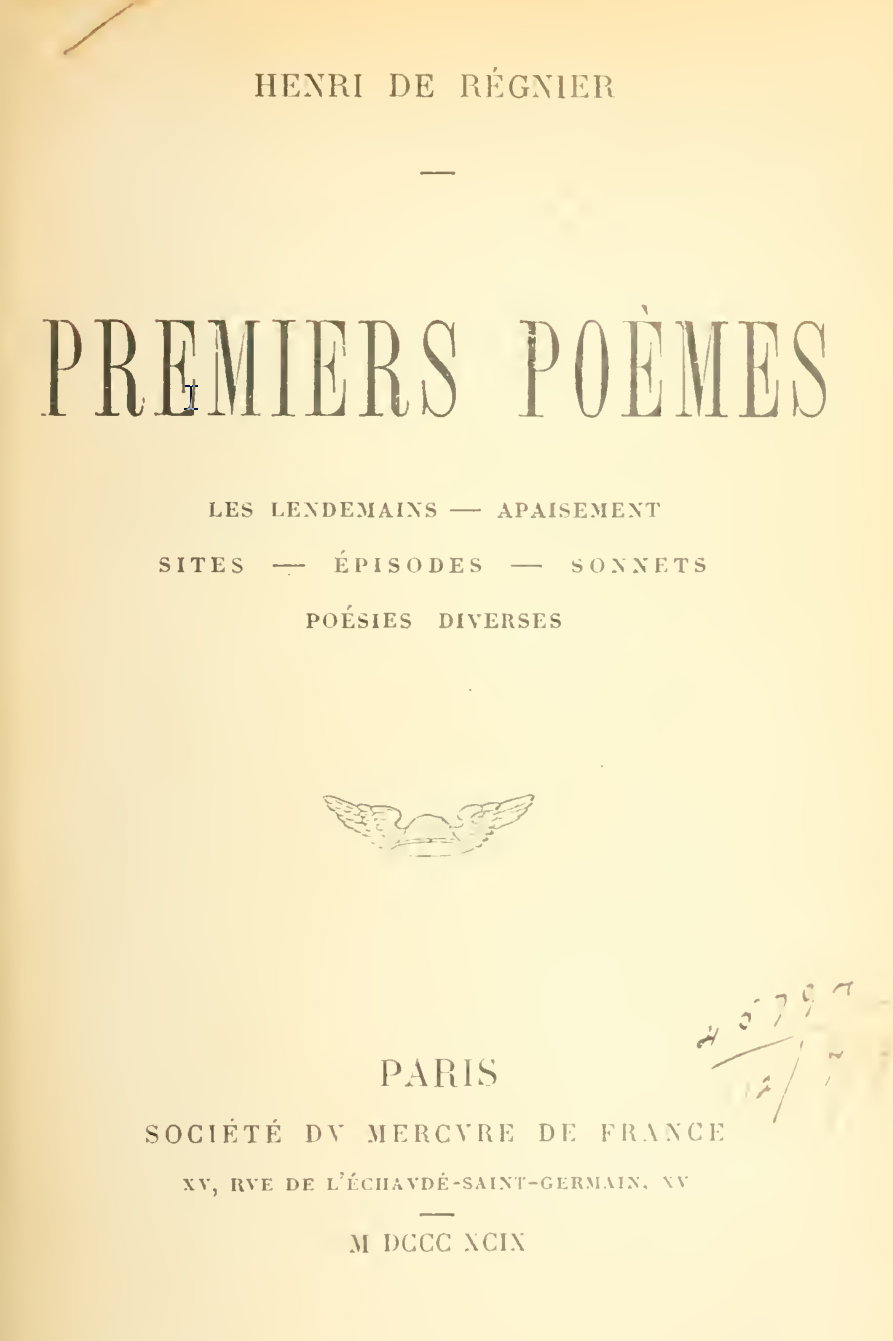 HENRI DE RÉGNIER
PREMIERS POÈMES
LES LENDEMAINS — APAISEMENT
SITES — ÉPISODES — SONNETS
POÉSIES DIVERSES
PARIS
SOCIÉTÉ DV MERCVRE DE FRANCE
XV, RVE DE L'ÉCHAVDÉ-SAINT-GERMAIN, XV
M DCCC XCIX